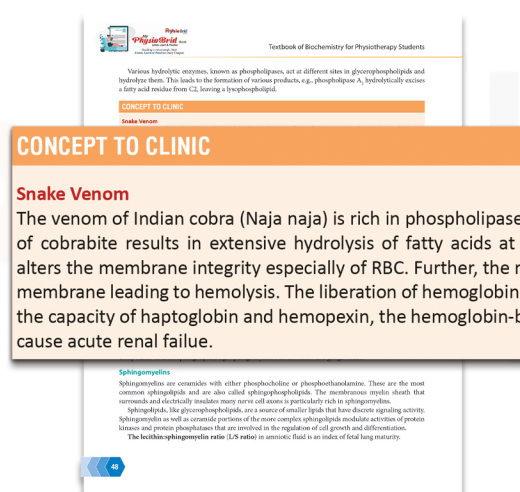 PhysioBrid
Textbook of Biochemistry for Physiotherapy Students
Various hydrolytic enzymes, known as phospholipases, act at different sites in glycerophospholipids and
hydrolyze them. This leads to the formation of various products, e.g., phospholipase A2 hydrolytically excises
a fatty acid residue from C2, leaving a lysophospholipid.
CONCEPT TO CLINIC
Snake Venom
CONCEPT TO CLINIC
Snake Venom
The venom of Indian cobra (Naja naja) is rich in phospholipase
of cobrabite results in extensive hydrolysis of fatty acids at
alters the membrane integrity especially of RBC. Further, the
membrane leading to hemolysis. The liberation of hemoglobin
the capacity of haptoglobin and hemopexin, the hemoglobin-b
cause acute renal failue.
Sphingomyelins
Sphingomyelins are ceramides with either phosphocholine or phosphoethanolamine. These are the most
common sphingolipids and are also called sphingophospholipids. The membranous myelin sheath that
surrounds and electrically insulates many nerve cell axons is particularly rich in sphingomyelins.
Sphingolipids, like glycerophospholipids, are a source of smaller lipids that have discrete signaling activity.
Sphingomyelin as well as ceramide portions of the more complex sphingolipids modulate activities of protein
kinases and protein phosphatases that are involved in the regulation of cell growth and differentiation.
The lecithin:sphingomyelin ratio (L/S ratio) in amniotic fluid is an index of fetal lung maturity.
48